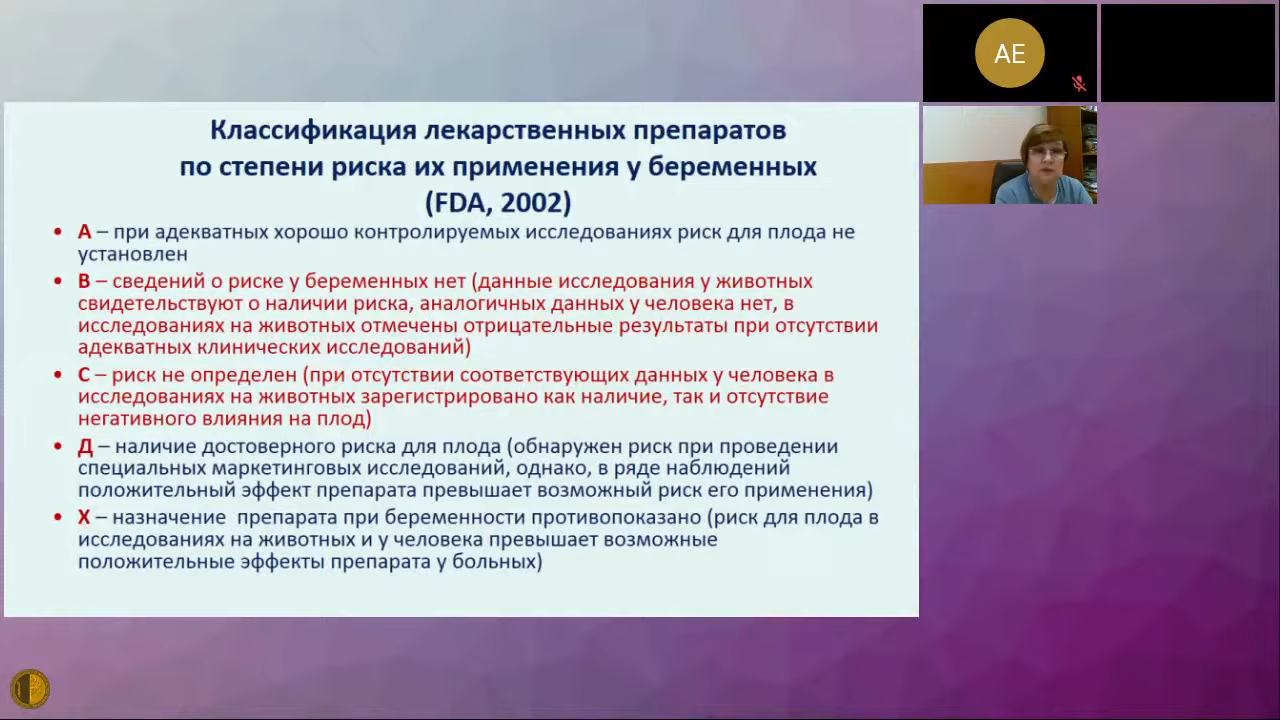 Классификация лекарственных препаратов
по степени риска их применения у беременных
(FDA, 2002)
• А – при адекватных хорошо контролируемых исследованиях риск для плода не
установлен
• В – сведений о риске у беременных нет (данные исследования у животных
свидетельствуют о наличии риска, аналогичных данных у человека нет, в
исследованиях на животных отмечены отрицательные результаты при отсутствии
адекватных клинических исследований)
• С – риск не определен (при отсутствии соответствующих данных у человека в
исследованиях на животных зарегистрировано как наличие, так и отсутствие
негативного влияния на плод)
• Д – наличие достоверного риска для плода (обнаружен риск при проведении
специальных маркетинговых исследований, однако, в ряде наблюдений
положительный эффект препарата превышает возможный риск его применения)
• Х – назначение препарата при беременности противопоказано (риск для плода в
исследованиях на животных и у человека превышает возможные
положительные эффекты препарата у больных)
AE